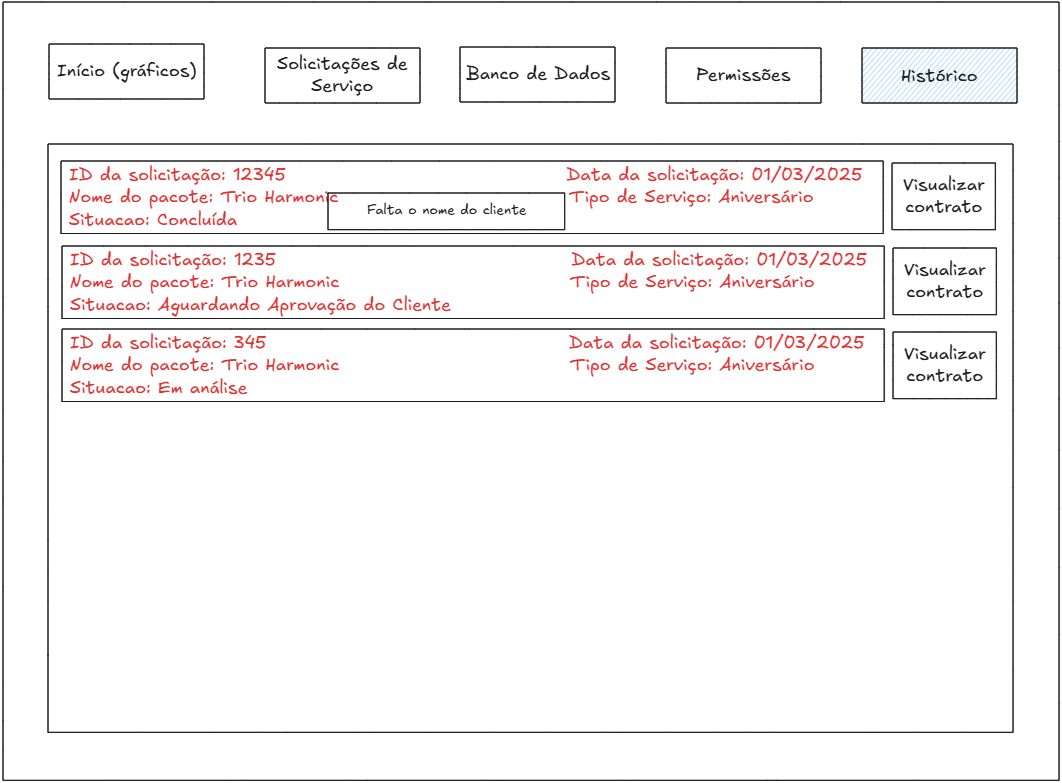 Início (gráficos)
Solicitações de
Serviço
Banco de Dados
Permissões
Histórico
ID da solicitação: 12345
Nome do pacote: Trio Harmonic
Situacao: Concluída
Falta o nome do cliente
Data da solicitação: 01/03/2025
Tipo de Serviço: Aniversário
Visualizar
contrato
ID da solicitação: 1235
Nome do pacote: Trio Harmonic
Situacao: Aguardando Aprovação do Cliente
Data da solicitação: 01/03/2025
Tipo de Serviço: Aniversário
Visualizar
contrato
ID da solicitação: 345
Nome do pacote: Trio Harmonic
Situacao: Em análise
Data da solicitação: 01/03/2025
Tipo de Serviço: Aniversário
Visualizar
contrato